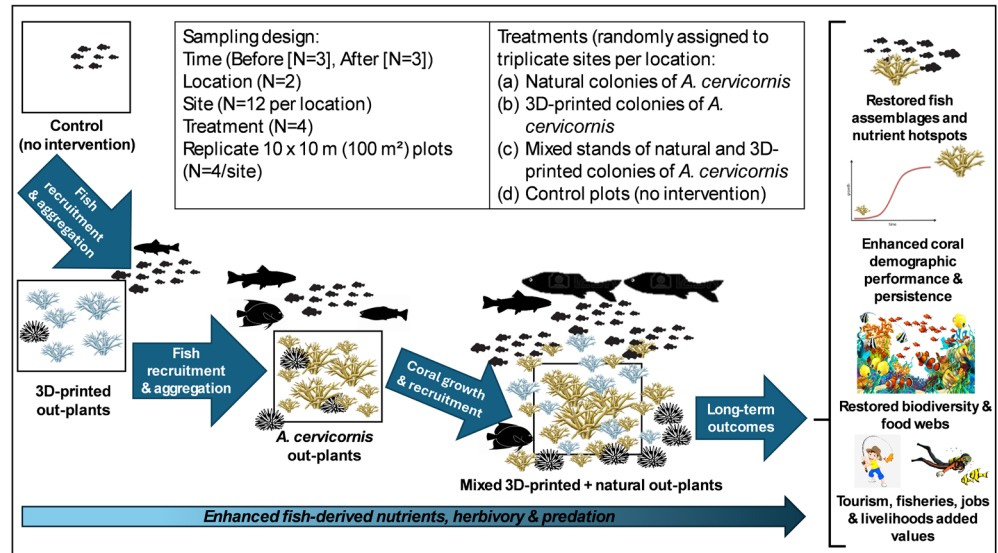 Sampling design:
Time (Before [N=3], After [N=3])
Location (N=2)
Site (N=12 per location)
Treatment (N=4)
Replicate 10 x 10 m (100 m²) plots
(N=4/site)
Treatments (randomly assigned to
triplicate sites per location:
(a) Natural colonies of A. cervicornis
(b) 3D-printed colonies of A.
cervicornis
(c) Mixed stands of natural and 3D-
printed colonies of A. cervicornis
(d) Control plots (no intervention)
Control
(no intervention)
Fish
recruitment
& aggregation
3D-printed
out-plants
Fish
recruitment
& aggregation
A. cervicornis
out-plants
Coral growth
& recruitment
Mixed 3D-printed + natural out-plants
Long-term
outcomes
Enhanced fish-derived nutrients, herbivory & predation
Restored fish
assemblages and
nutrient hotspots
growth
time
Enhanced coral
demographic
performance &
persistence
Restored biodiversity &
food webs
Tourism, fisheries, jobs
& livelihoods added
values